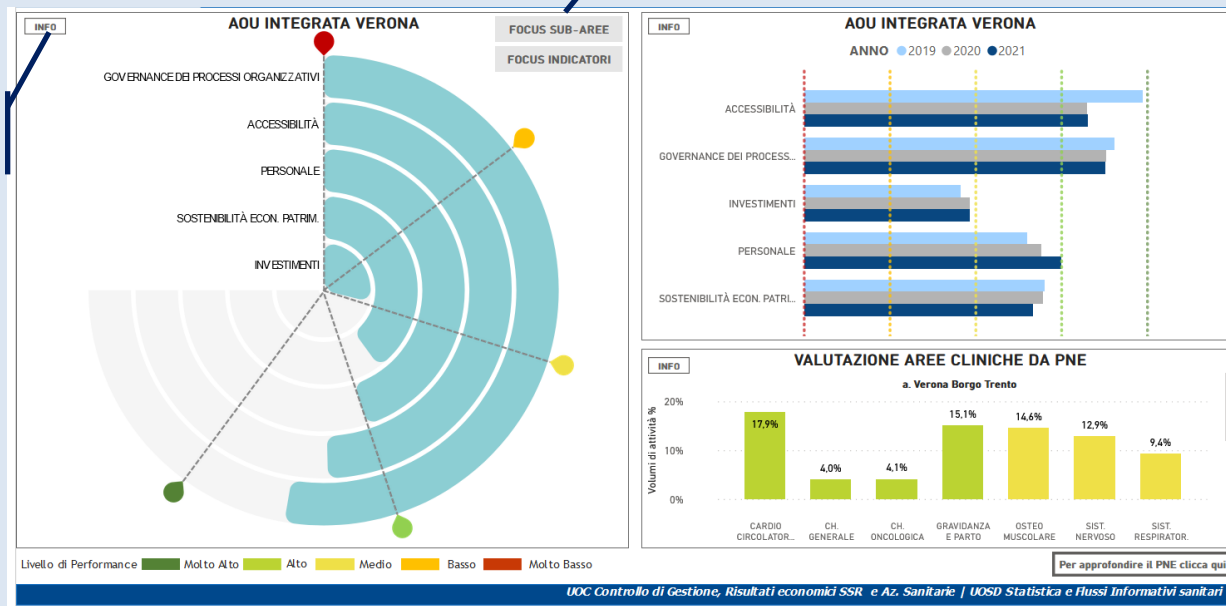 INFO
AOU INTEGRATA VERONA
FOCUS SUB-AREE
FOCUS INDICATORI
GOVERNANCE DEI PROCESSI ORGANIZZATIVI
ACCESSIBILITÀ
PERSONALE
SOSTENIBILITÀ ECON. PATRIM.
INVESTIMENTI
INFO
AOU INTEGRATA VERONA
ANNO 2019 2020 2021
ACCESSIBILITÀ
GOVERNANCE DEI PROCESS...
INVESTIMENTI
PERSONALE
SOSTENIBILITÀ ECON. PATRI...
INFO
VALUTAZIONE AREE CLINICHE DA PNE
a. Verona Borgo Trento
Volumi di attività %
20%
10%
0%
17,9%
4,0%
4,1%
15,1%
14,6%
12,9%
9,4%
CARDIO CIRCOLATOR...
CH. GENERALE
CH. ONCOLOGICA
GRAVIDANZA E PARTO
OSTEO MUSCOLARE
SIST. NERVOSO
SIST. RESPIRATOR.
Livello di Performance Molto Alto Alto Medio Basso Molto Basso
Per approfondire il PNE clicca qui
UOC Controllo di Gestione, Risultati economici SSR e Az. Sanitarie | UOSD Statistica e Flussi Informativi sanitari